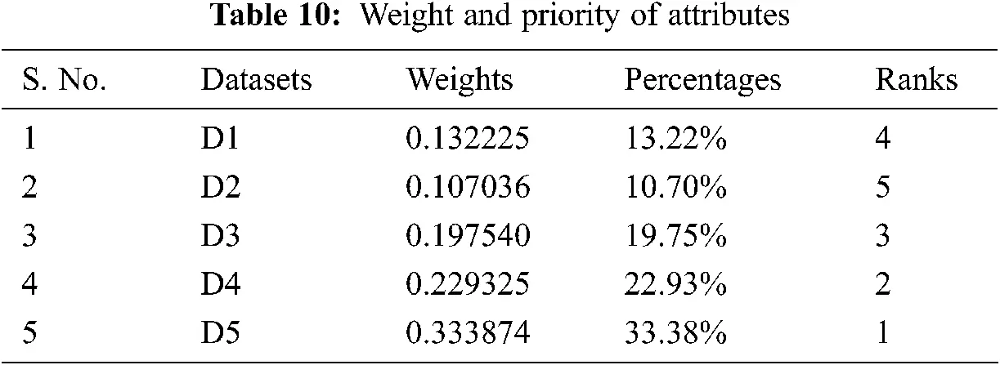 Table 10: Weight and priority of attributes
S. No. Datasets Weights Percentages Ranks
1 D1 0.132225 13.22% 4
2 D2 0.107036 10.70% 5
3 D3 0.197540 19.75% 3
4 D4 0.229325 22.93% 2
5 D5 0.333874 33.38% 1